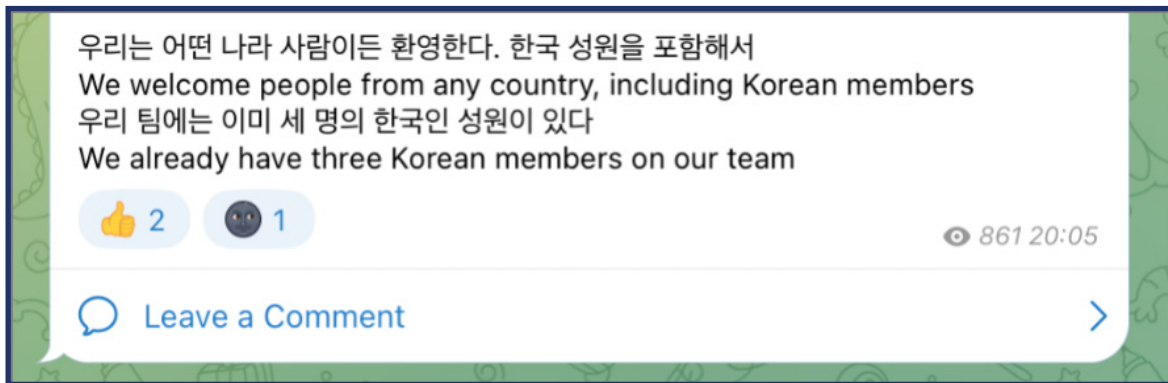 우리는 어떤 나라 사람이든 환영한다. 한국 성원을 포함해서
We welcome people from any country, including Korean members
우리 팀에는 이미 세 명의 한국인 성원이 있다
We already have three Korean members on our team
👍 2 🌚 1
861 20:05
Leave a Comment